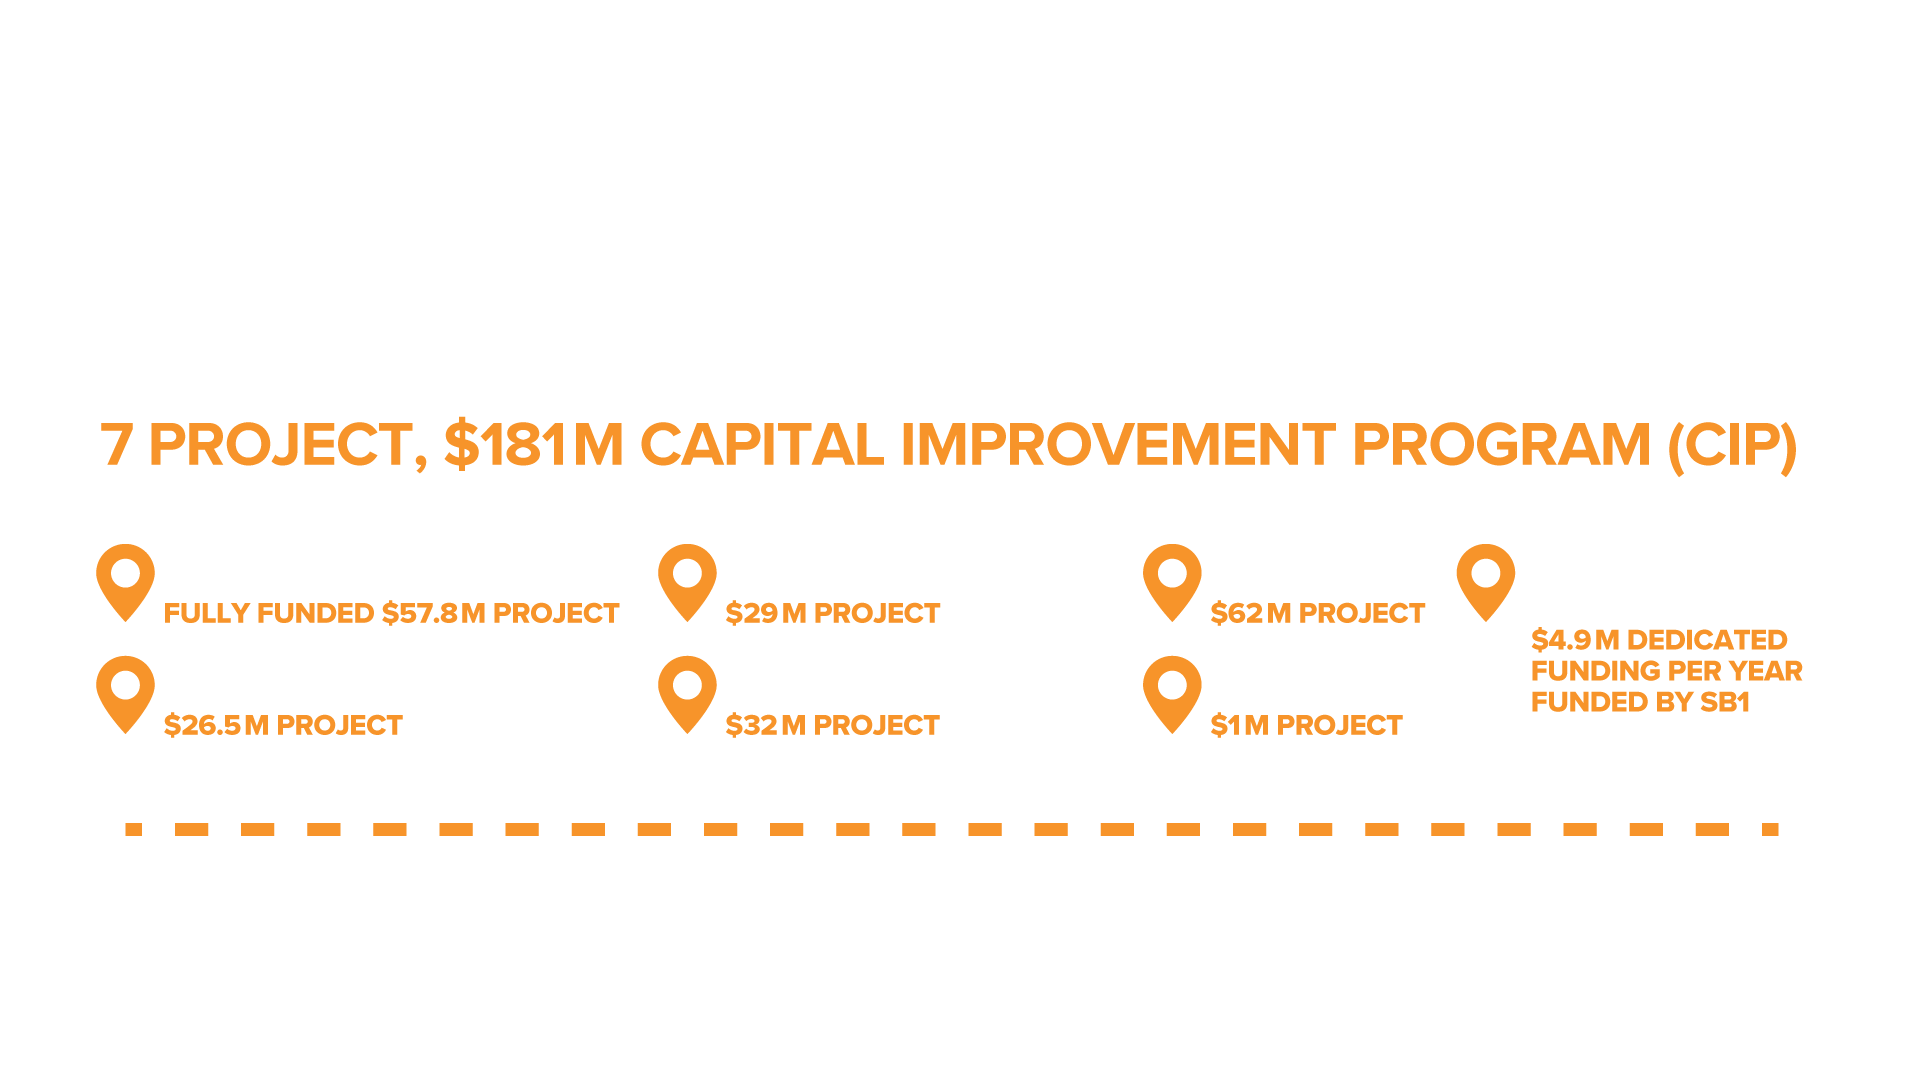 7 PROJECT, $181M CAPITAL IMPROVEMENT PROGRAM (CIP)
FULLY FUNDED $57.8M PROJECT
$26.5M PROJECT
$29M PROJECT
$32M PROJECT
$62M PROJECT
$1M PROJECT
$4.9M DEDICATED
FUNDING PER YEAR
FUNDED BY SB1